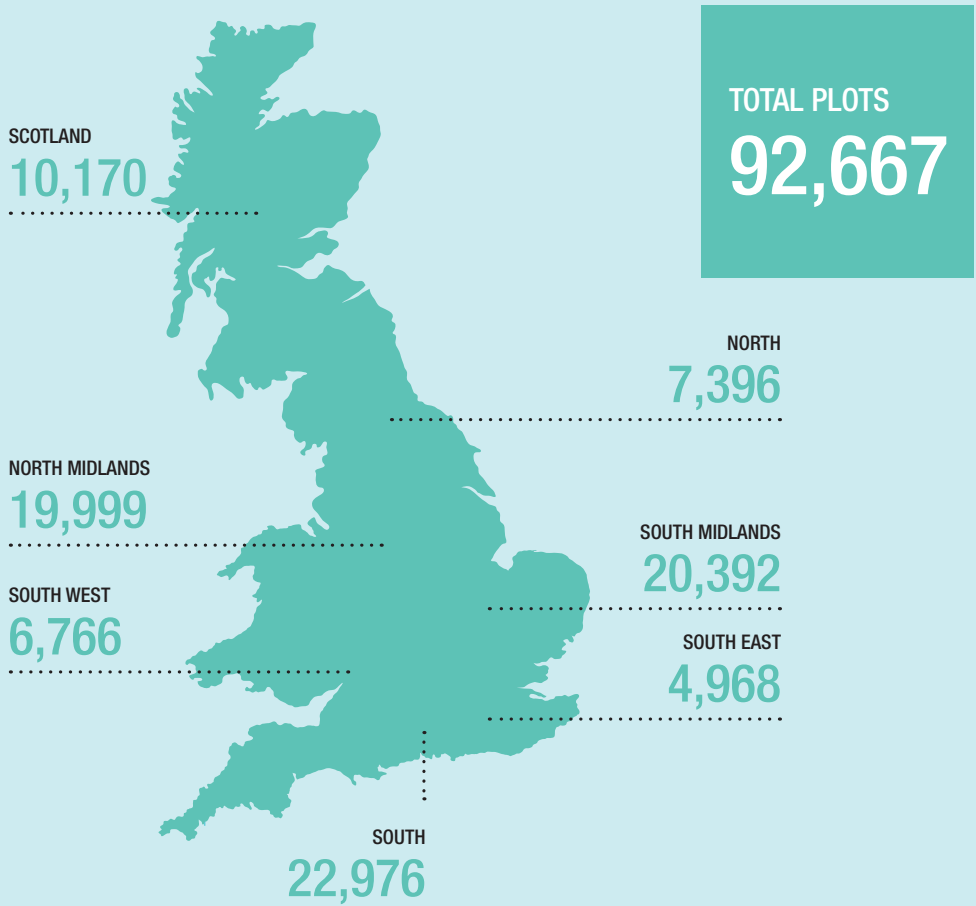 TOTAL PLOTS
92,667
SCOTLAND
10,170
NORTH
7,396
NORTH MIDLANDS
19,999
SOUTH MIDLANDS
20,392
SOUTH WEST
6,766
SOUTH EAST
4,968
SOUTH
22,976